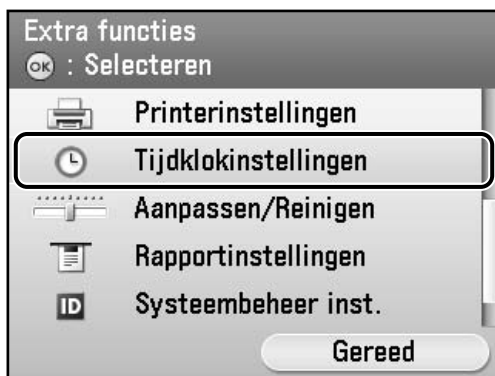 Extra functies
OK : Selecteren
Printerinstellingen
Tijdklokinstellingen
Aanpassen/Reinigen
Rapportinstellingen
ID Systeembeheer inst.
Gereed